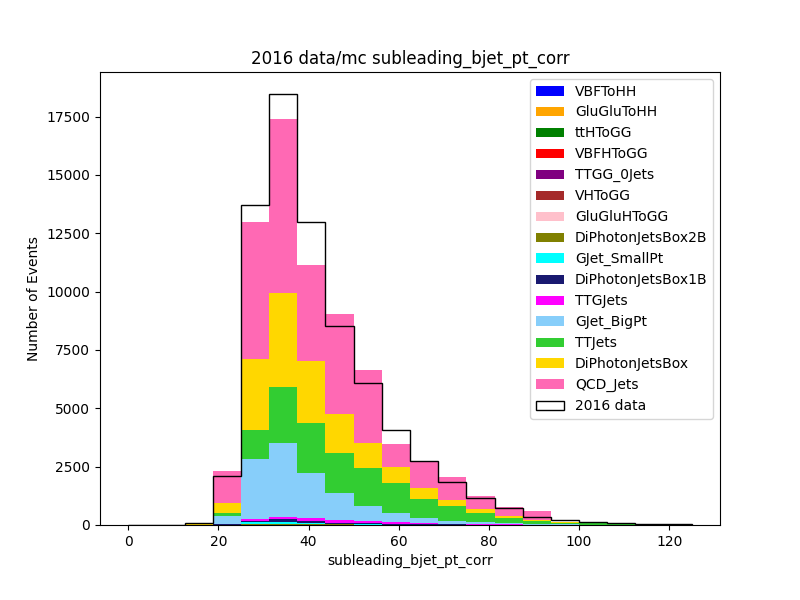 2016 data/mc subleading_bjet_pt_corr
Number of Events
17500
15000
12500
10000
7500
5000
2500
0
0 20 40 60 80 100 120
subleading_bjet_pt_corr
VBFToHH
GluGluToHH
ttHToGG
VBFHToGG
TTGG_0Jets
VHToGG
GluGluHToGG
DiPhotonJetsBox2B
GJet_SmallPt
DiPhotonJetsBox1B
TTGJets
GJet_BigPt
TTJets
DiPhotonJetsBox
QCD_Jets
2016 data